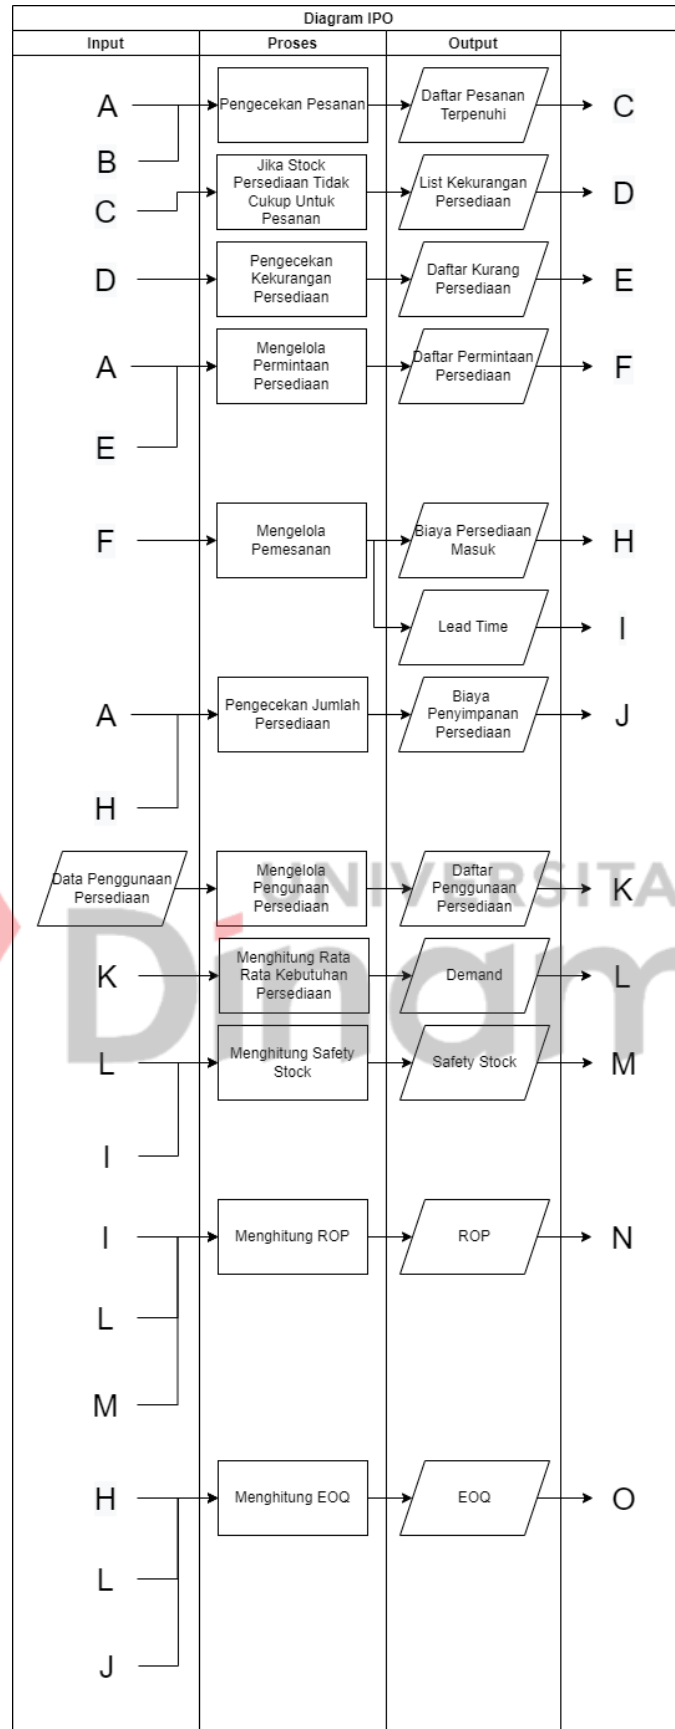 Diagram IPO
Input
Proses
Output
A
Pengecekan Pesanan
Daftar Pesanan
Terpenuhi
C
B
C
Jika Stock
Persediaan Tidak
Cukup Untuk
Pesanan
List Kekurangan
Persediaan
D
D
Pengecekan
Kekurangan
Persediaan
Daftar Kurang
Persediaan
E
A
Mengelola
Permintaan
Persediaan
Daftar Permintaan
Persediaan
F
E
F
Mengelola
Pemesanan
Biaya Persediaan
Masuk
H
Lead Time
I
A
Pengecekan Jumlah
Persediaan
Biaya
Penyimpanan
Persediaan
J
H
Data Penggunaan
Persediaan
Mengelola
Pengunaan
Persediaan
Daftar
Penggunaan
Persediaan
K
UNIVERSITA
Dinam
K
Menghitung Rata
Rata Kebutuhan
Persediaan
Demand
L
L
Menghitung Safety
Stock
Safety Stock
M
I
I
Menghitung ROP
ROP
N
L
M
H
Menghitung EOQ
EOQ
O
L
J